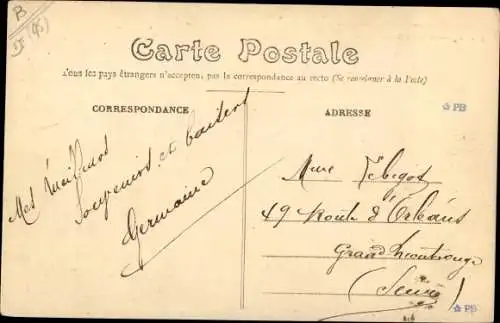 B
Carte Postale
Tous les pays étrangers n'acceptent pas la correspondance au recto (Se renseigner à la Poste)
CORRESPONDANCE
ADRESSE
☆ PB
Mes Meilleurs
Souvenirs et baisers
Germaine
Mme Tebigot
49 Route d'Orléans
Grand Montrouge
(Seine)
☆ PB